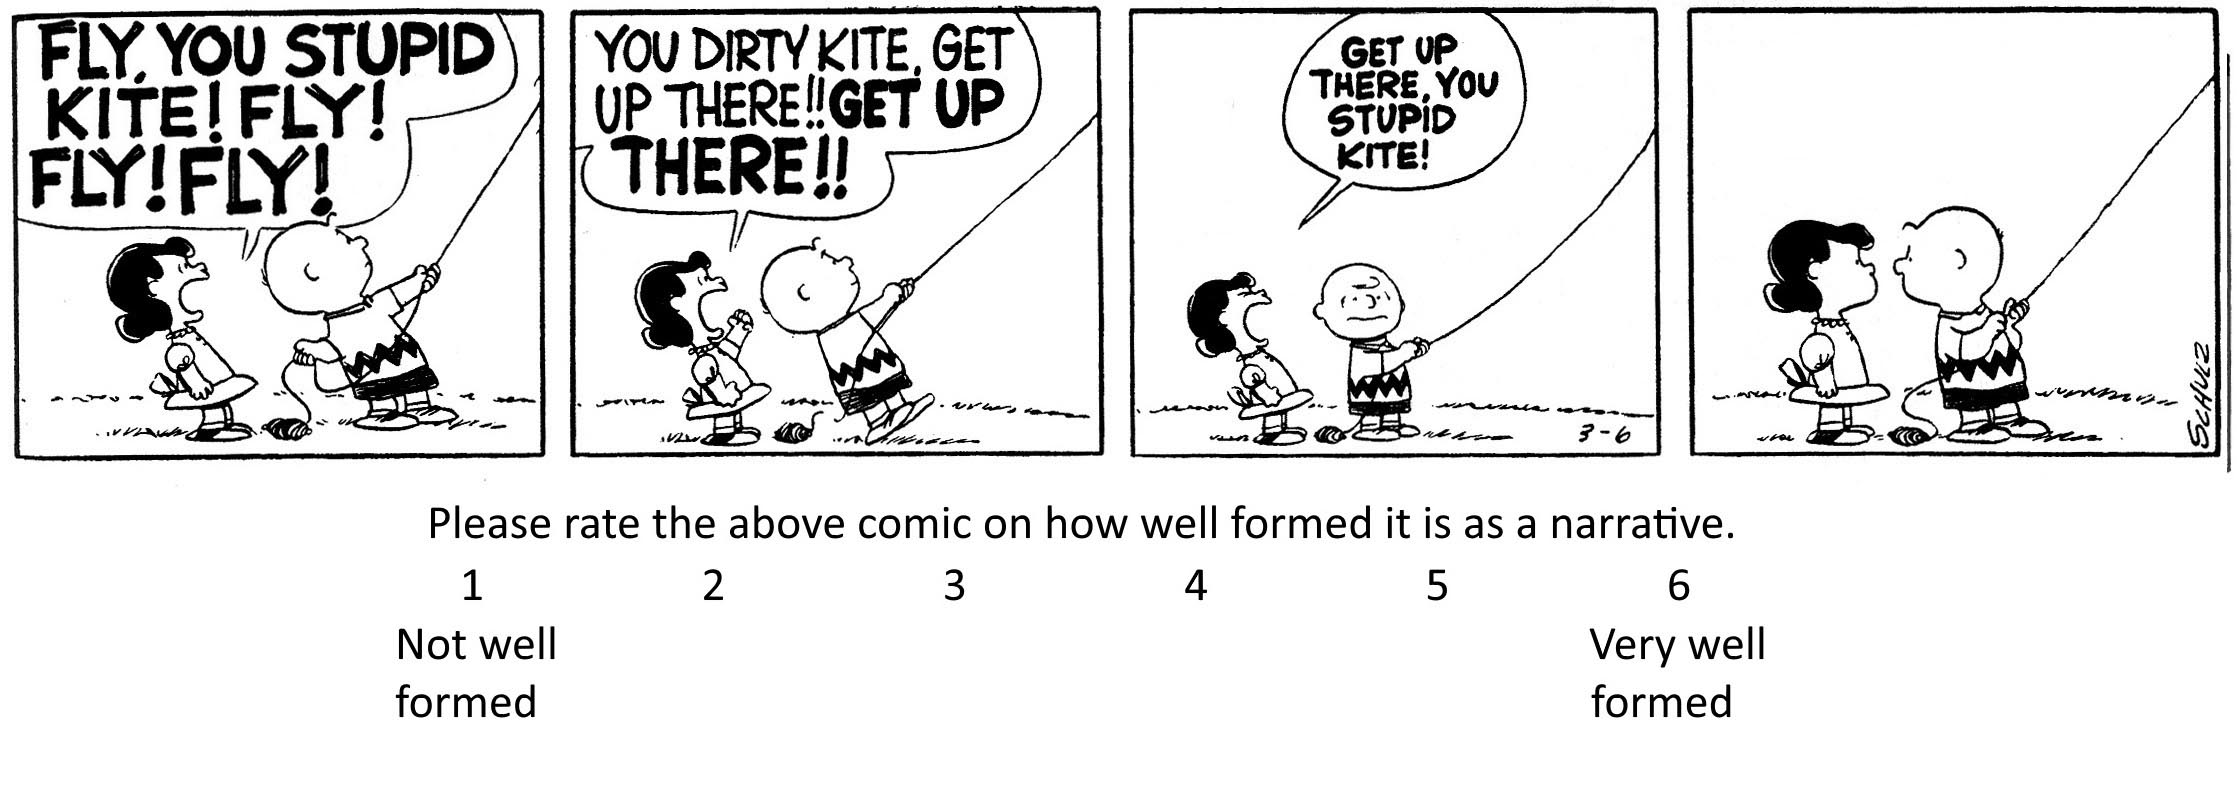 FLY, YOU STUPID
KITE! FLY!
FLY! FLY!
YOU DIRTY KITE, GET
UP THERE!! GET UP
THERE!!
GET UP
THERE, YOU
STUPID
KITE!
3-6
SCHULZ
Please rate the above comic on how well formed it is as a narrative.
1 2 3 4 5 6
Not well formed
Very well formed